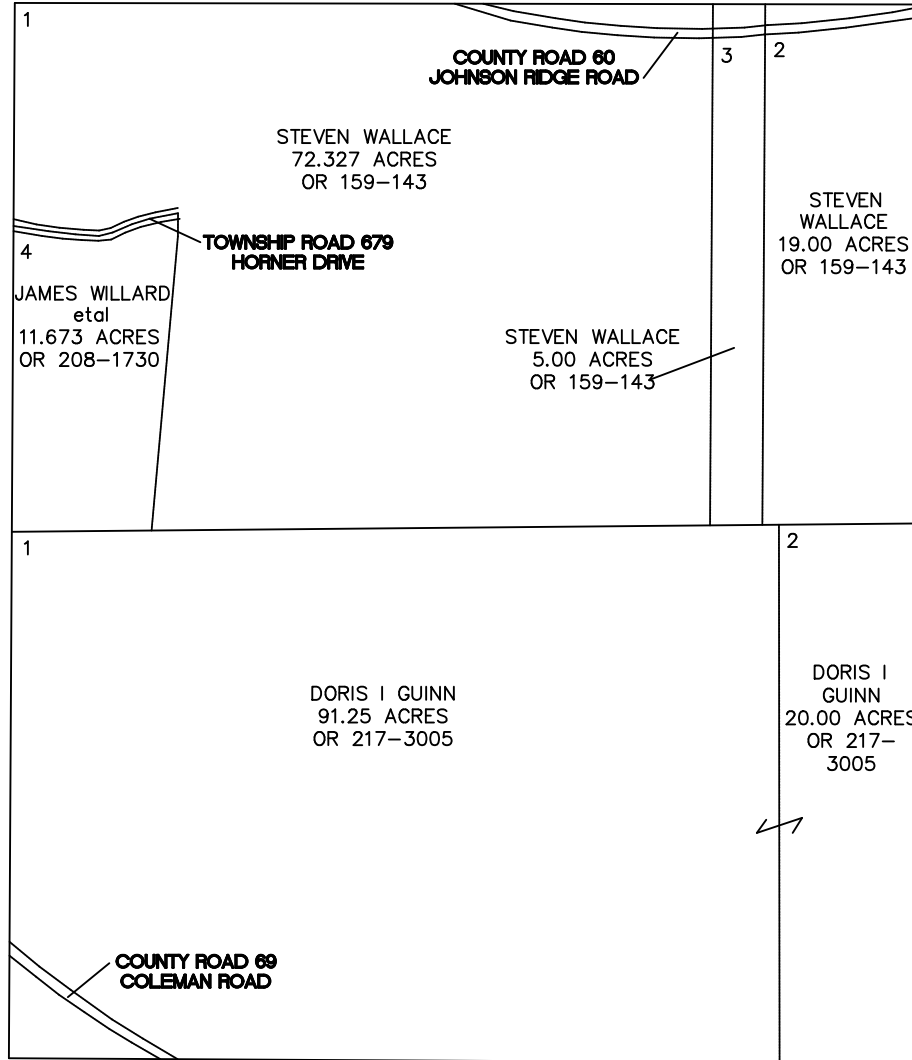 1
COUNTY ROAD 60
JOHNSON RIDGE ROAD
3
2
STEVEN WALLACE
72.327 ACRES
OR 159-143
STEVEN
WALLACE
19.00 ACRES
OR 159-143
TOWNSHIP ROAD 679
HORNER DRIVE
4
JAMES WILLARD
etal
11.673 ACRES
OR 208-1730
STEVEN WALLACE
5.00 ACRES
OR 159-143
1
2
DORIS I GUINN
91.25 ACRES
OR 217-3005
DORIS I
GUINN
20.00 ACRES
OR 217-
3005
COUNTY ROAD 69
COLEMAN ROAD